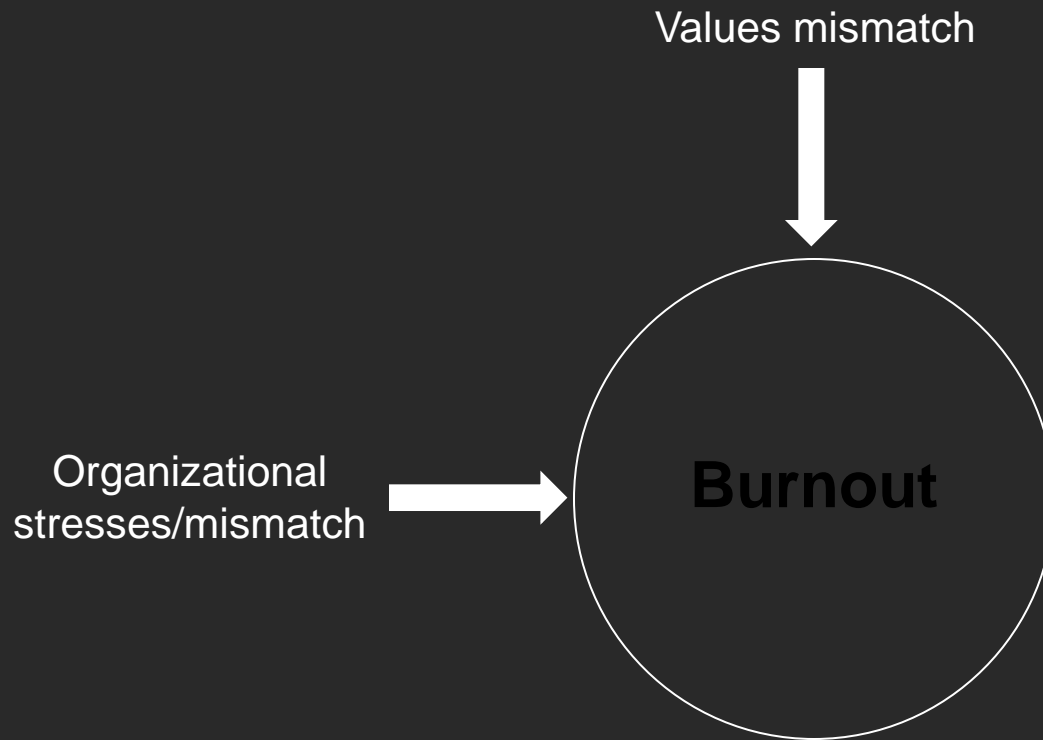 Values mismatch
Organizational
stresses/mismatch
Burnout